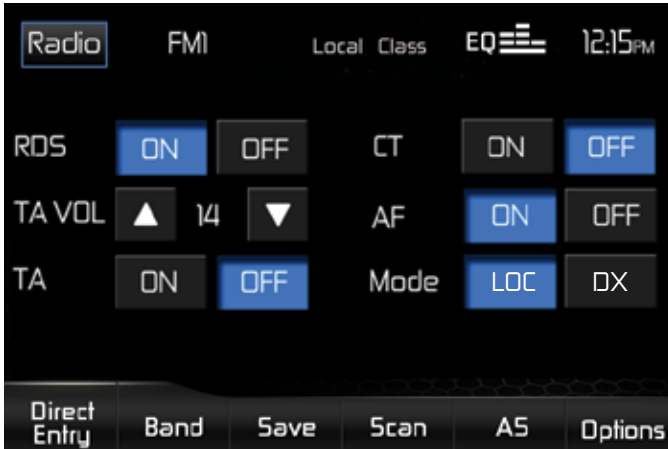 Radio FM1 Local Class EQ 12:15PM
RDS ON OFF CT ON OFF
TA VOL 14 AF ON OFF
TA ON OFF Mode LOC DX
Direct
Entry Band Save Scan AS Options